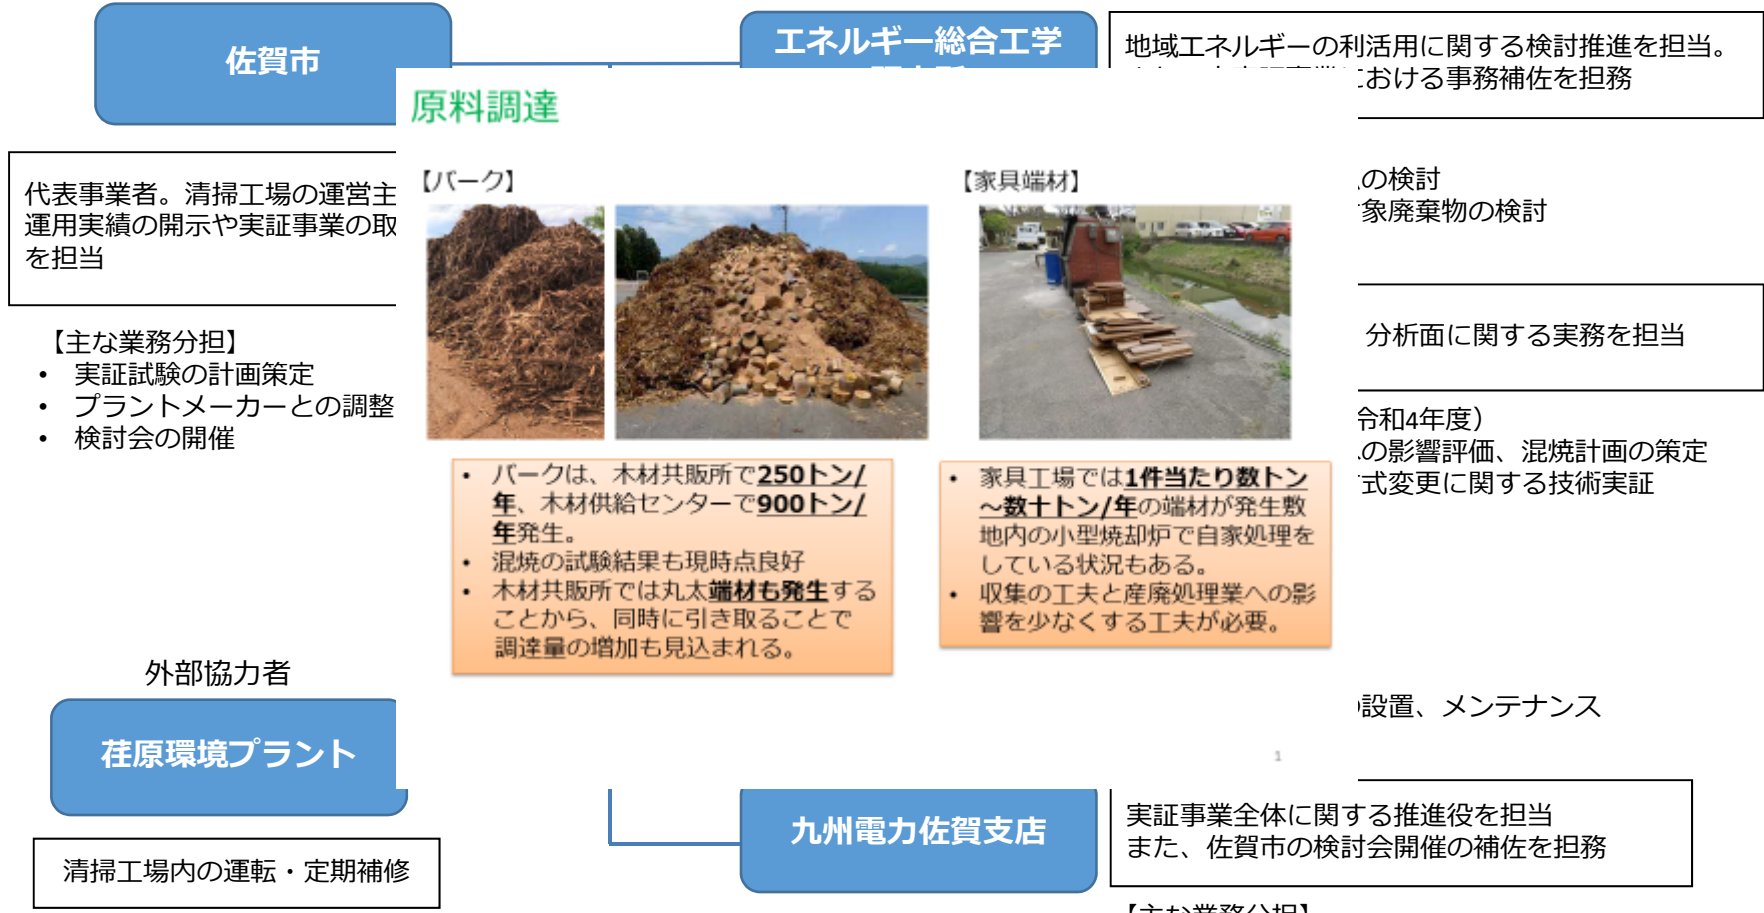 佐賀市
エネルギー総合工学
地域エネルギーの利活用に関する検討推進を担当。
における事務補佐を担務
代表事業者。清掃工場の運営主
運用実績の開示や実証事業の取
を担当
【主な業務分担】
• 実証試験の計画策定
• プラントメーカーとの調整
• 検討会の開催
外部協力者
荏原環境プラント
清掃工場内の運転・定期補修
原料調達
【バーク】
【家具端材】
• バークは、木材共販所で250トン/
年、木材供給センターで900トン/
年発生。
• 混焼の試験結果も現時点良好
• 木材共販所では丸太端材も発生する
ことから、同時に引き取ることで
調達量の増加も見込まれる。
• 家具工場では1件当たり数トン
～数十トン/年の端材が発生敷
地内の小型焼却炉で自家処理を
している状況もある。
• 収集の工夫と産廃処理業への影
響を少なくする工夫が必要。
1
の検討
象廃棄物の検討
分析面に関する実務を担当
令和4年度）
の影響評価、混焼計画の策定
式変更に関する技術実証
設置、メンテナンス
九州電力佐賀支店
実証事業全体に関する推進役を担当
また、佐賀市の検討会開催の補佐を担務
【主な業務分担】